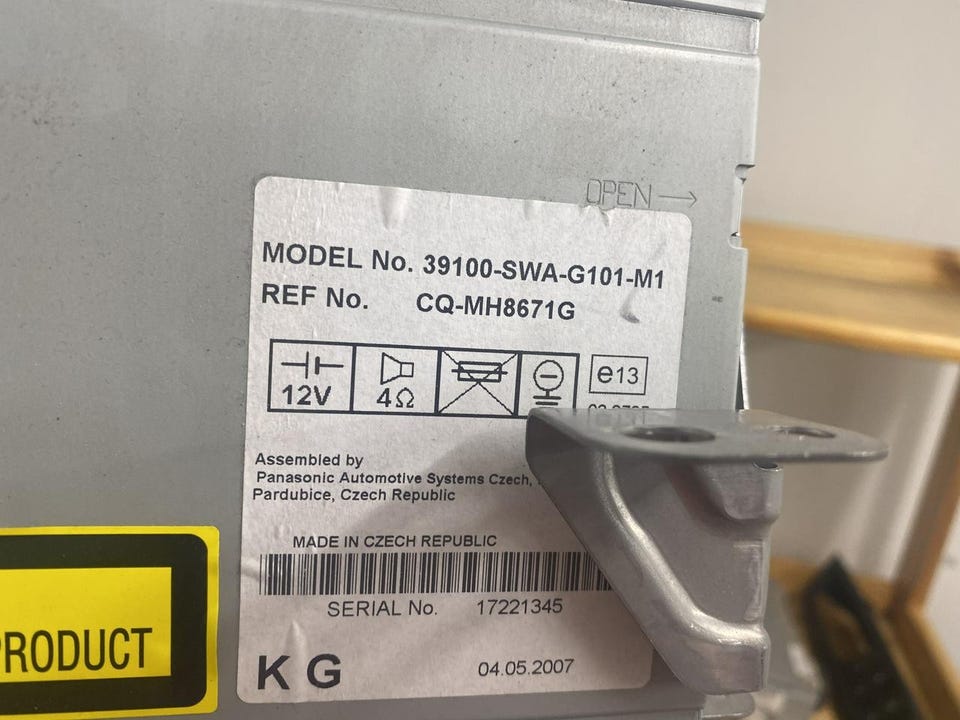 OPEN
MODEL No. 39100-SWA-G101-M1
REF No. CQ-MH8671G
12V
4Ω
e13
Assembled by
Panasonic Automotive Systems Czech,
Pardubice, Czech Republic
MADE IN CZECH REPUBLIC
SERIAL No. 17221345
PRODUCT
KG
04.05.2007